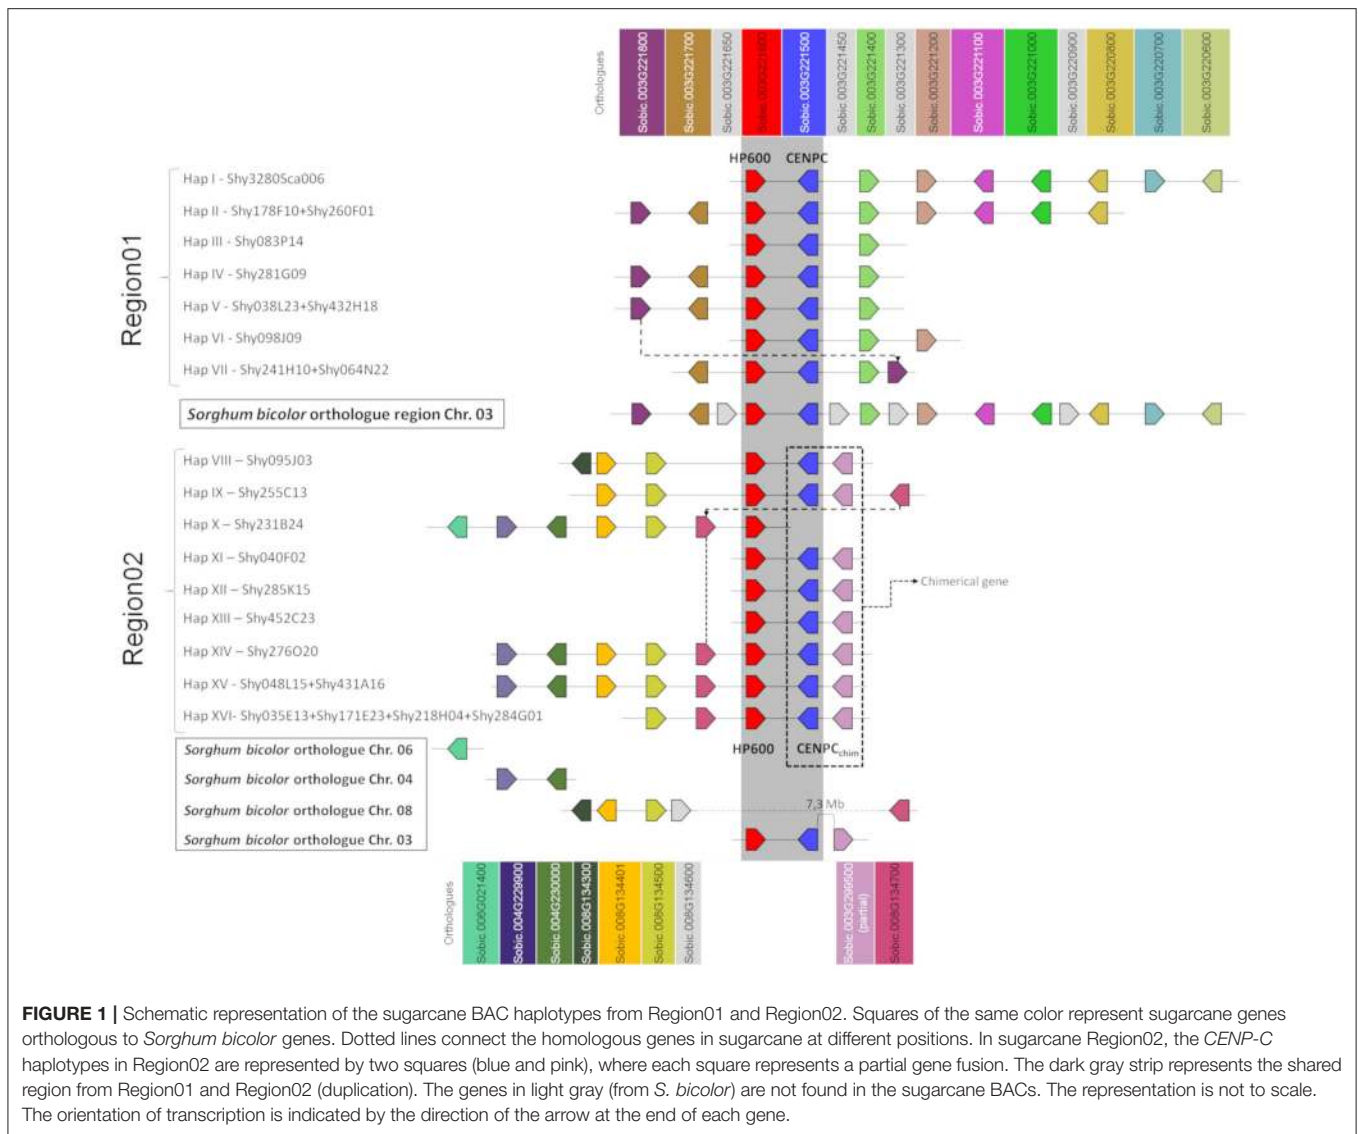 Orthologues
Sobic.003G221800
Sobic.003G221700
Sobic.003G221650
Sobic.003G221600
Sobic.003G221500
Sobic.003G221450
Sobic.003G221400
Sobic.003G221300
Sobic.003G221200
Sobic.003G221100
Sobic.003G221000
Sobic.003G220900
Sobic.003G220800
Sobic.003G220700
Sobic.003G220600
HP600 CENPC
Region01
Hap I - Shy3280Sca006
Hap II - Shy178F10+Shy260F01
Hap III - Shy083P14
Hap IV - Shy281G09
Hap V - Shy038L23+Shy432H18
Hap VI - Shy098J09
Hap VII - Shy241H10+Shy064N22
Sorghum bicolor orthologue region Chr. 03
Region02
Hap VIII – Shy095J03
Hap IX – Shy255C13
Hap X – Shy231B24
Hap XI – Shy040F02
Hap XII – Shy285K15
Hap XIII – Shy452C23
Hap XIV – Shy276O20
Hap XV - Shy048L15+Shy431A16
Hap XVI- Shy035E13+Shy171E23+Shy218H04+Shy284G01
Chimerical gene
HP600 CENPCchim
Sorghum bicolor orthologue Chr. 06
Sorghum bicolor orthologue Chr. 04
Sorghum bicolor orthologue Chr. 08
7,3 Mb
Sorghum bicolor orthologue Chr. 03
Orthologues
Sobic.006G021400
Sobic.004G229900
Sobic.004G230000
Sobic.008G134300
Sobic.008G134401
Sobic.008G134500
Sobic.008G134600
Sobic.003G299500
(partial)
Sobic.008G134700
FIGURE 1 | Schematic representation of the sugarcane BAC haplotypes from Region01 and Region02. Squares of the same color represent sugarcane genes
orthologous to Sorghum bicolor genes. Dotted lines connect the homologous genes in sugarcane at different positions. In sugarcane Region02, the CENP-C
haplotypes in Region02 are represented by two squares (blue and pink), where each square represents a partial gene fusion. The dark gray strip represents the shared
region from Region01 and Region02 (duplication). The genes in light gray (from S. bicolor) are not found in the sugarcane BACs. The representation is not to scale.
The orientation of transcription is indicated by the direction of the arrow at the end of each gene.